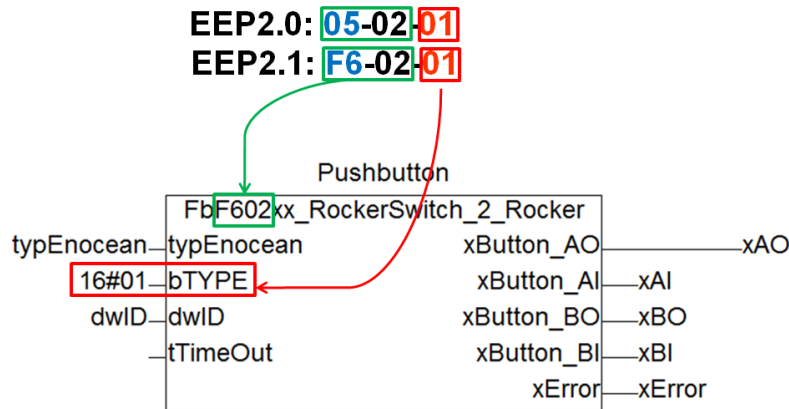 EEP2.0: 05-02-01
EEP2.1: F6-02-01
Pushbutton
FbF602xx_RockerSwitch_2_Rocker
typEnocean typEnocean xButton_AO xAO
16#01 bTYPE xButton_AI xAI
dwID dwID xButton_BO xBO
tTimeOut xButton_BI xBI
xError xError